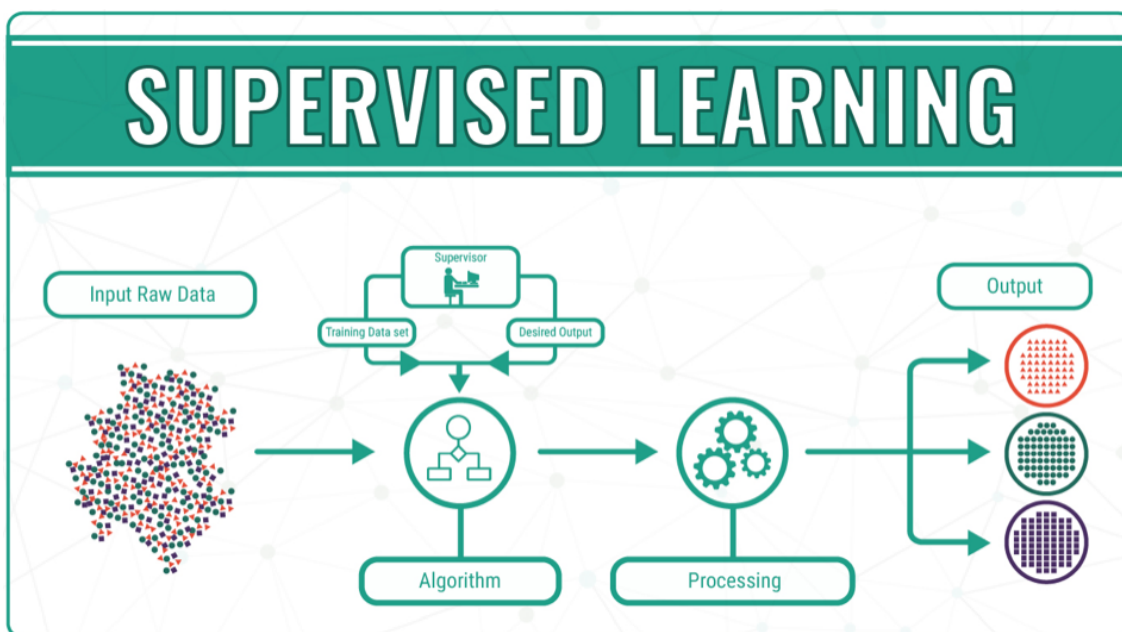 SUPERVISED LEARNING
Input Raw Data
Supervisor
Training Data set
Desired Output
Output
Algorithm
Processing